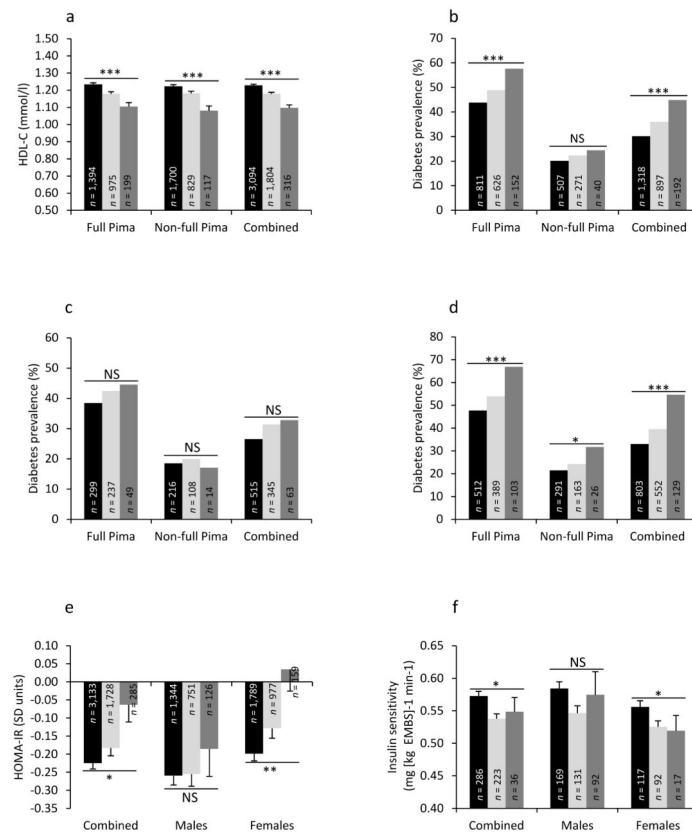 a
HDL-C (mmol/l)
1.30
1.20
1.10
1.00
0.90
0.80
0.70
0.60
0.50
***
***
***
n = 1,394
n = 975
n = 199
n = 1,700
n = 829
n = 117
n = 3,094
n = 1,804
n = 316
Full Pima
Non-full Pima
Combined
b
Diabetes prevalence (%)
70
60
50
40
30
20
10
0
***
NS
***
n = 811
n = 626
n = 152
n = 507
n = 271
n = 40
n = 1,318
n = 897
n =192
Full Pima
Non-full Pima
Combined
c
Diabetes prevalence (%)
60
50
40
30
20
10
0
NS
NS
NS
n = 299
n = 237
n = 49
n = 216
n = 108
n = 14
n = 515
n = 345
n = 63
Full Pima
Non-full Pima
Combined
d
Diabetes prevalence (%)
80
70
60
50
40
30
20
10
0
***
*
***
n = 512
n = 389
n = 103
n = 291
n = 163
n = 26
n = 803
n = 552
n = 129
Full Pima
Non-full Pima
Combined
e
HOMA-IR (SD units)
0.10
0.05
0.00
-0.05
-0.10
-0.15
-0.20
-0.25
-0.30
-0.35
n = 3,133
n = 1,728
n = 285
n = 1,344
n = 751
n = 126
n = 1,789
n = 977
n = 159
*
NS
**
Combined
Males
Females
f
Insulin sensitivity
(mg [kg EMBS]-1 min-1)
0.65
0.60
0.55
0.50
0.45
0.40
*
NS
*
n = 286
n = 223
n = 36
n = 169
n = 131
n = 92
n = 117
n = 92
n = 17
Combined
Males
Females